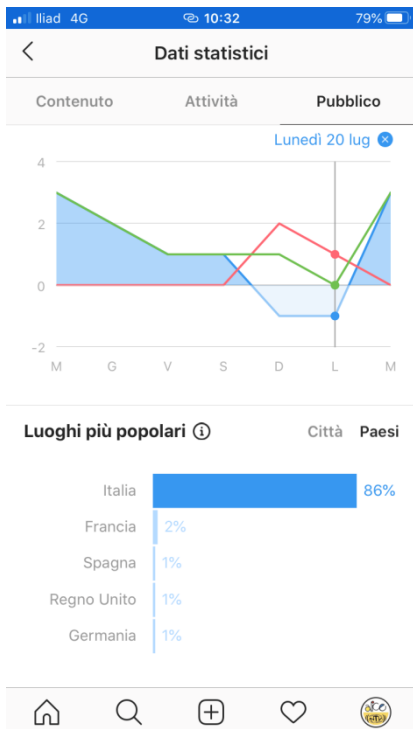 Iliad 4G 10:32 79%
Dati statistici
Contenuto Attività Pubblico
Lunedì 20 lug
4
2
0
-2
M G V S D L M
Luoghi più popolari Città Paesi
Italia 86%
Francia 2%
Spagna 1%
Regno Unito 1%
Germania 1%